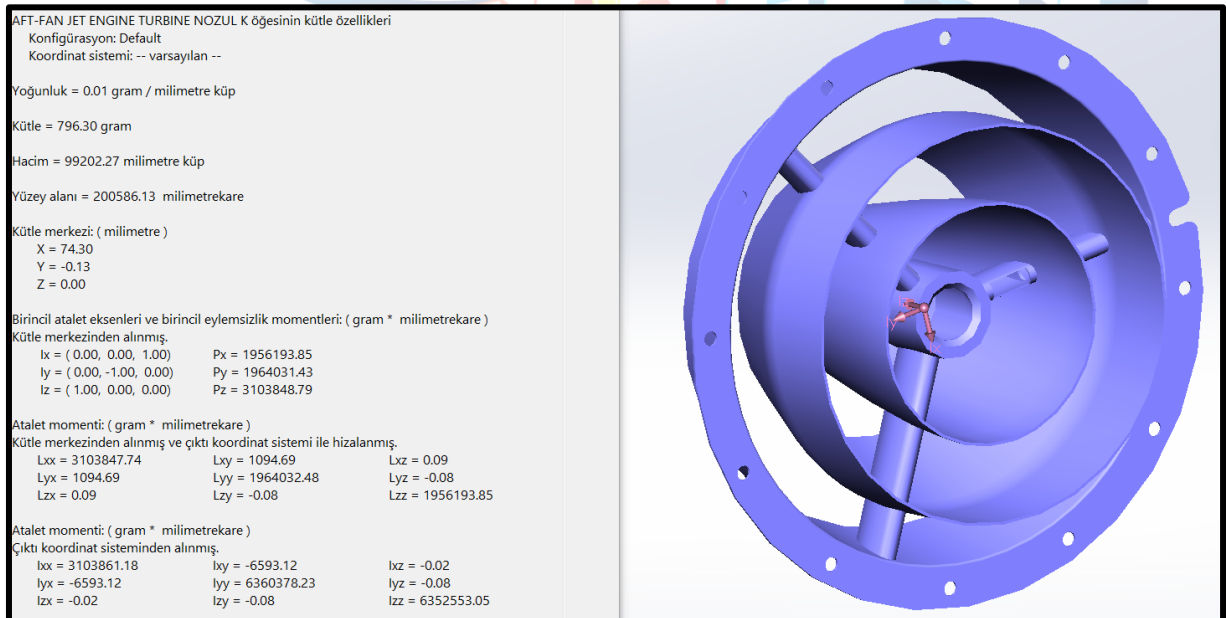 AFT-FAN JET ENGINE TURBINE NOZUL K öğesinin kütle özellikleri
Konfigürasyon: Default
Koordinat sistemi: -- varsayılan --
Yoğunluk = 0.01 gram / milimetre küp
Kütle = 796.30 gram
Hacim = 99202.27 milimetre küp
Yüzey alanı = 200586.13 milimetrekare
Kütle merkezi: ( milimetre )
X = 74.30
Y = -0.13
Z = 0.00
Birincil atalet eksenleri ve birincil eylemsizlik momentleri: ( gram * milimetrekare )
Kütle merkezinden alınmış.
Ix = ( 0.00, 0.00, 1.00) Px = 1956193.85
Iy = ( 0.00, -1.00, 0.00) Py = 1964031.43
Iz = ( 1.00, 0.00, 0.00) Pz = 3103848.79
Atalet momenti: ( gram * milimetrekare )
Kütle merkezinden alınmış ve çıktı koordinat sistemi ile hizalanmış.
Lxx = 3103847.74 Lxy = 1094.69 Lxz = 0.09
Lyx = 1094.69 Lyy = 1964032.48 Lyz = -0.08
Lzx = 0.09 Lzy = -0.08 Lzz = 1956193.85
Atalet momenti: ( gram * milimetrekare )
Çıktı koordinat sisteminden alınmış.
Ixx = 3103861.18 Ixy = -6593.12 Ixz = -0.02
Iyx = -6593.12 Iyy = 6360378.23 Iyz = -0.08
Izx = -0.02 Izy = -0.08 Izz = 6352553.05